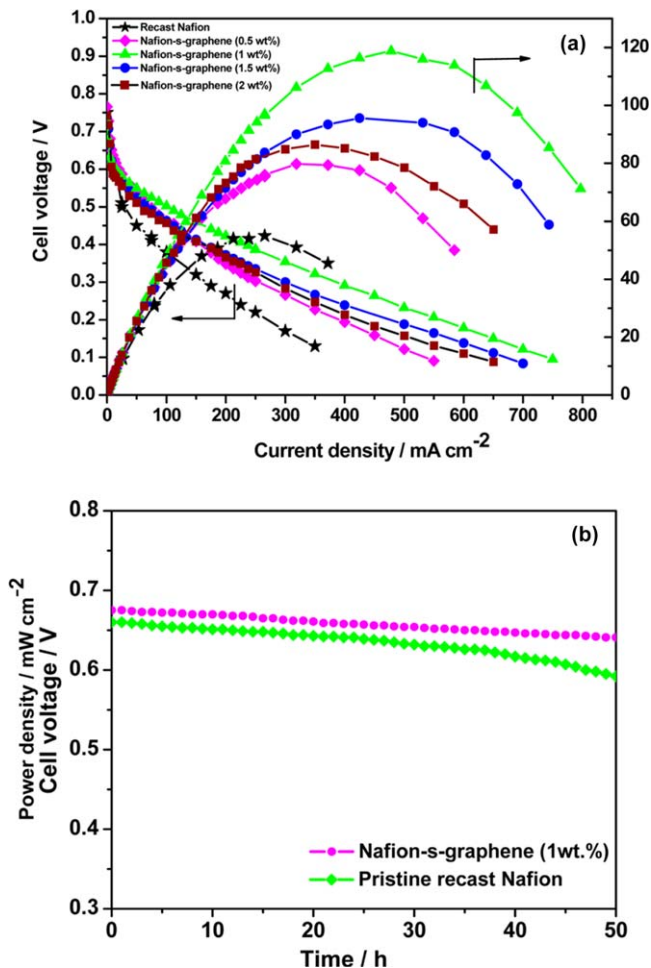 Recast Nafion
Nafion-s-graphene (0.5 wt%)
Nafion-s-graphene (1 wt%)
Nafion-s-graphene (1.5 wt%)
Nafion-s-graphene (2 wt%)
(a)
1.0
0.9
0.8
0.7
0.6
0.5
0.4
0.3
0.2
0.1
0.0
Cell voltage / V
120
100
80
60
40
20
0
0 100 200 300 400 500 600 700 800
Current density / mA cm-2
(b)
0.8
0.7
0.6
0.5
0.4
Power density / mW cm-2
Cell voltage / V
Nafion-s-graphene (1wt.%)
Pristine recast Nafion
0 10 20 30 40 50
Time / h